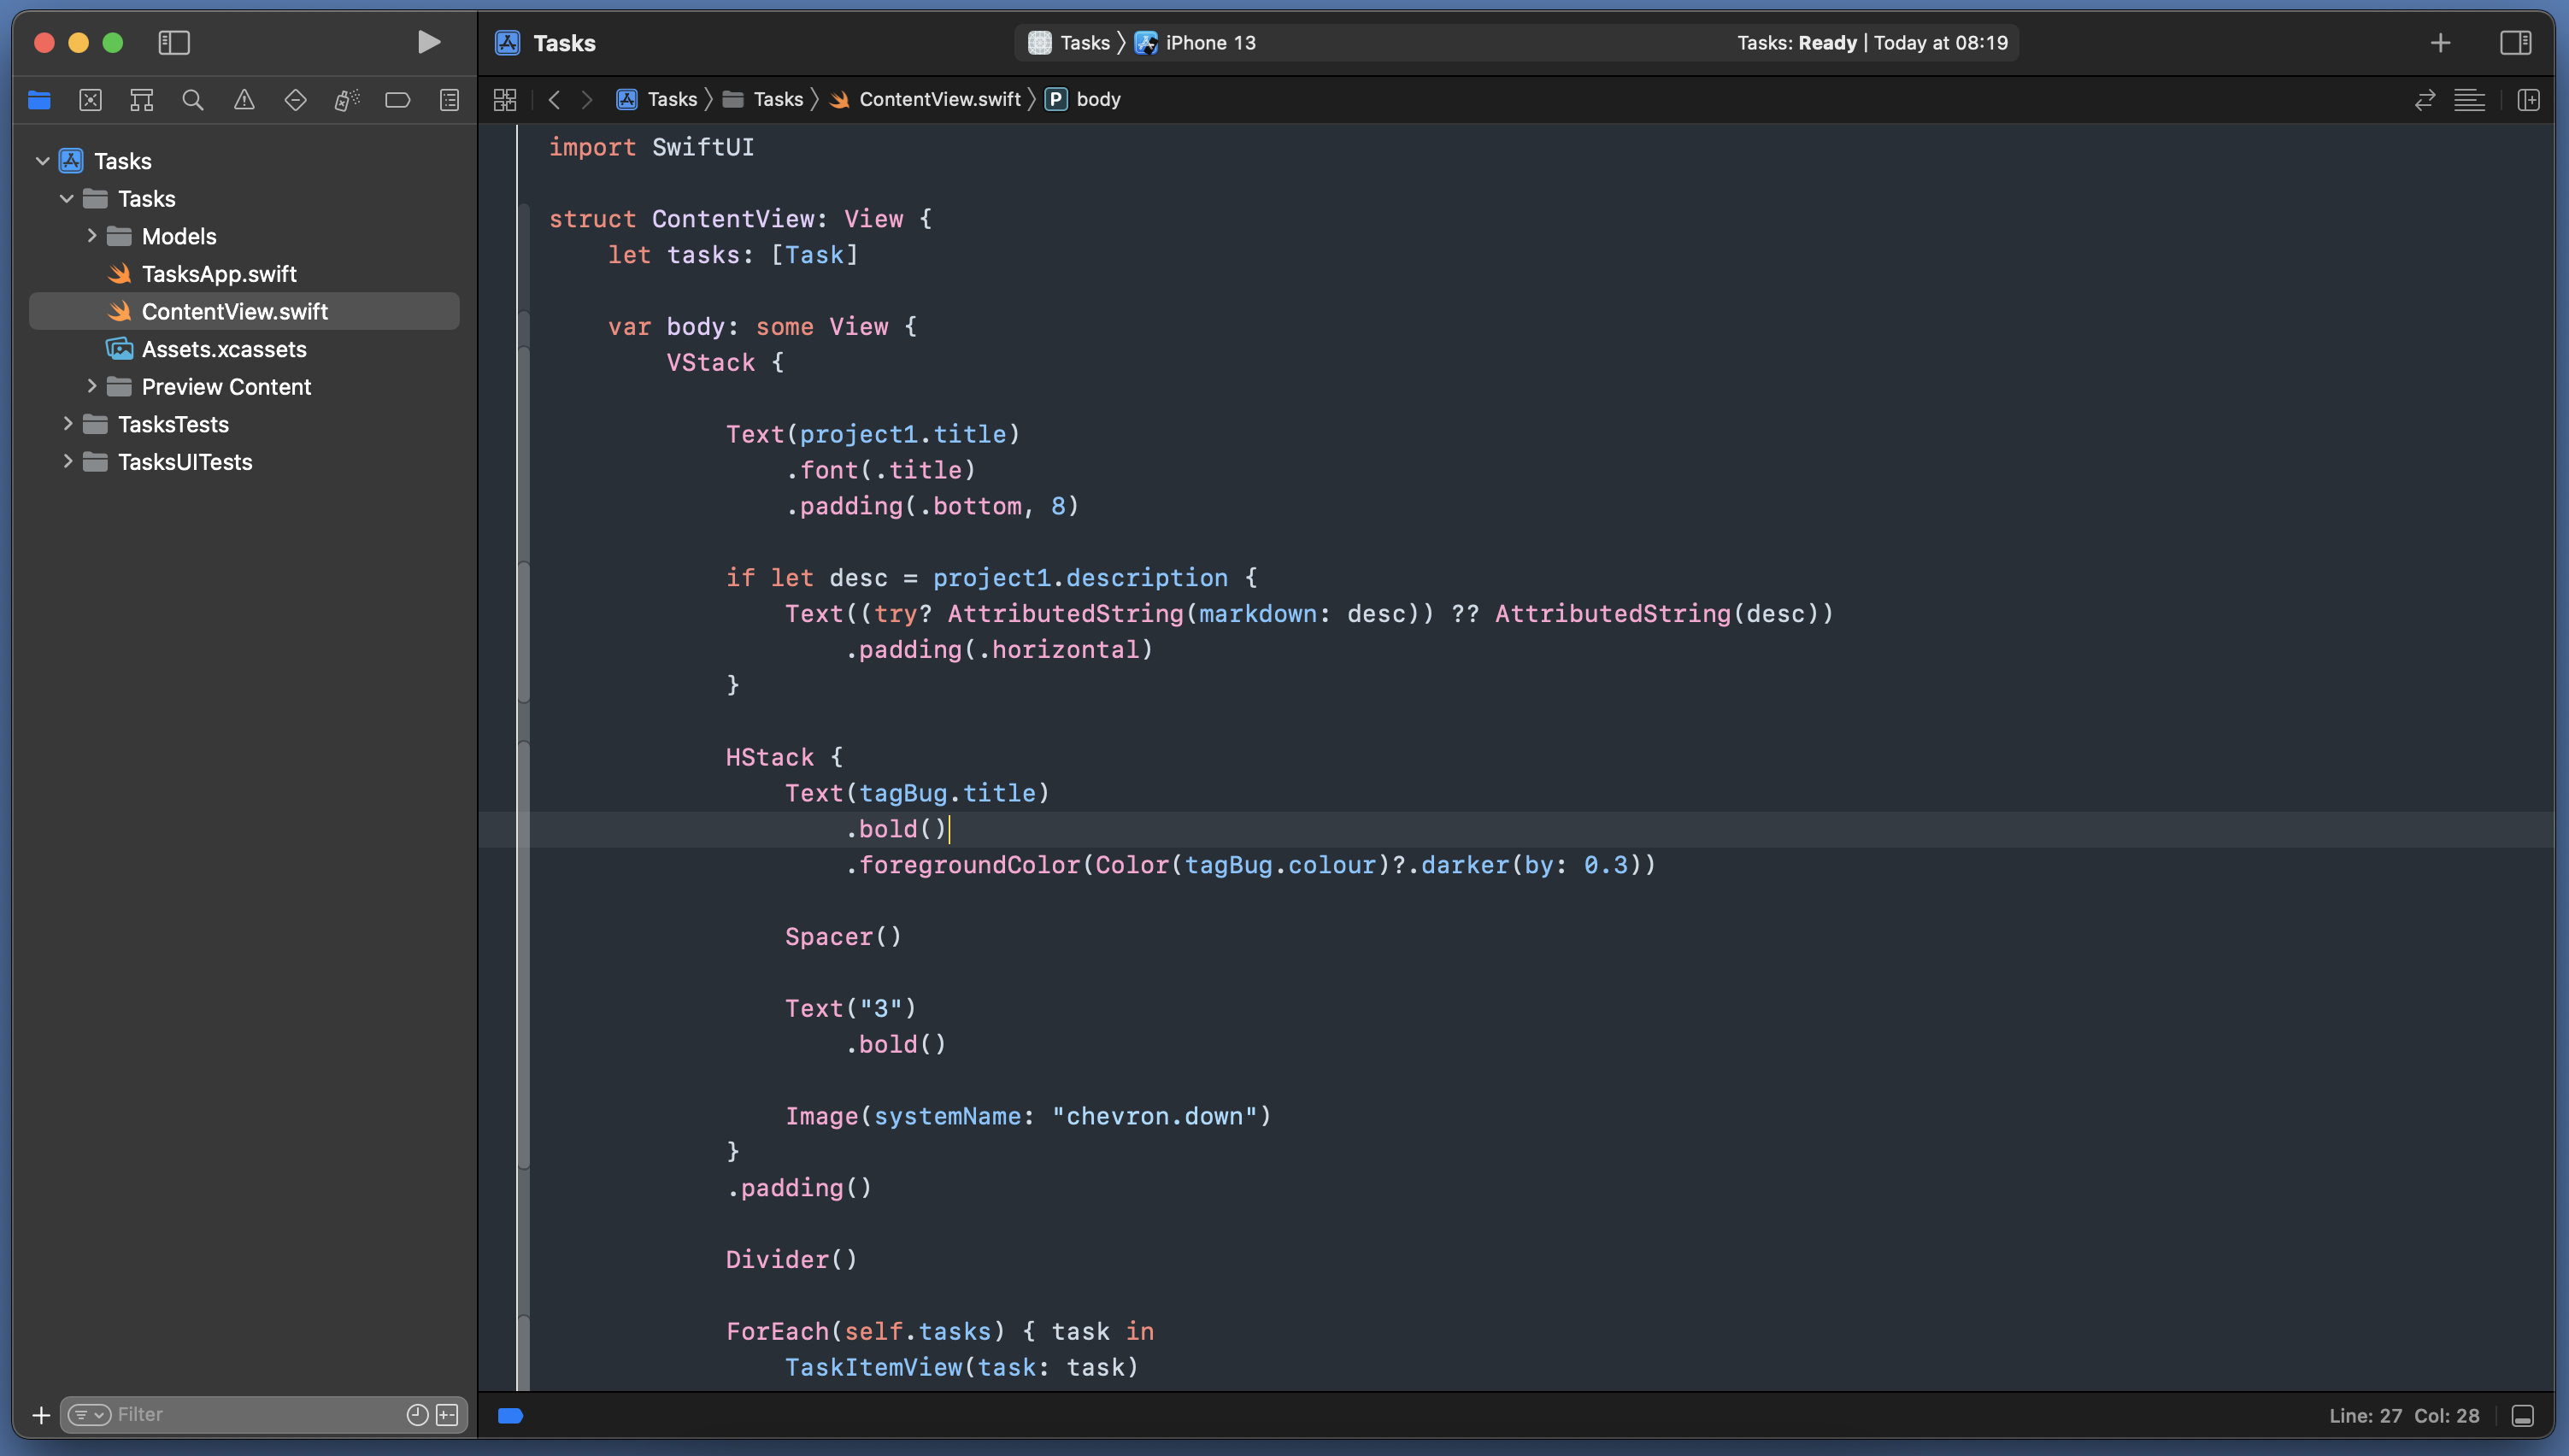 Tasks
Tasks
iPhone 13
Tasks: Ready | Today at 08:19
Tasks
Tasks
ContentView.swift
P
body
Tasks
Tasks
Models
TasksApp.swift
ContentView.swift
Assets.xcassets
Preview Content
TasksTests
TasksUITests
import SwiftUI
struct ContentView: View {
let tasks: [Task]
var body: some View {
VStack {
Text(project1.title)
.font(.title)
.padding(.bottom, 8)
if let desc = project1.description {
Text((try? AttributedString(markdown: desc)) ?? AttributedString(desc))
.padding(.horizontal)
}
HStack {
Text(tagBug.title)
.bold()
.foregroundColor(Color(tagBug.colour)?.darker(by: 0.3))
Spacer()
Text("3")
.bold()
Image(systemName: "chevron.down")
}
.padding()
Divider()
ForEach(self.tasks) { task in
TaskItemView(task: task)
Filter
Line: 27 Col: 28